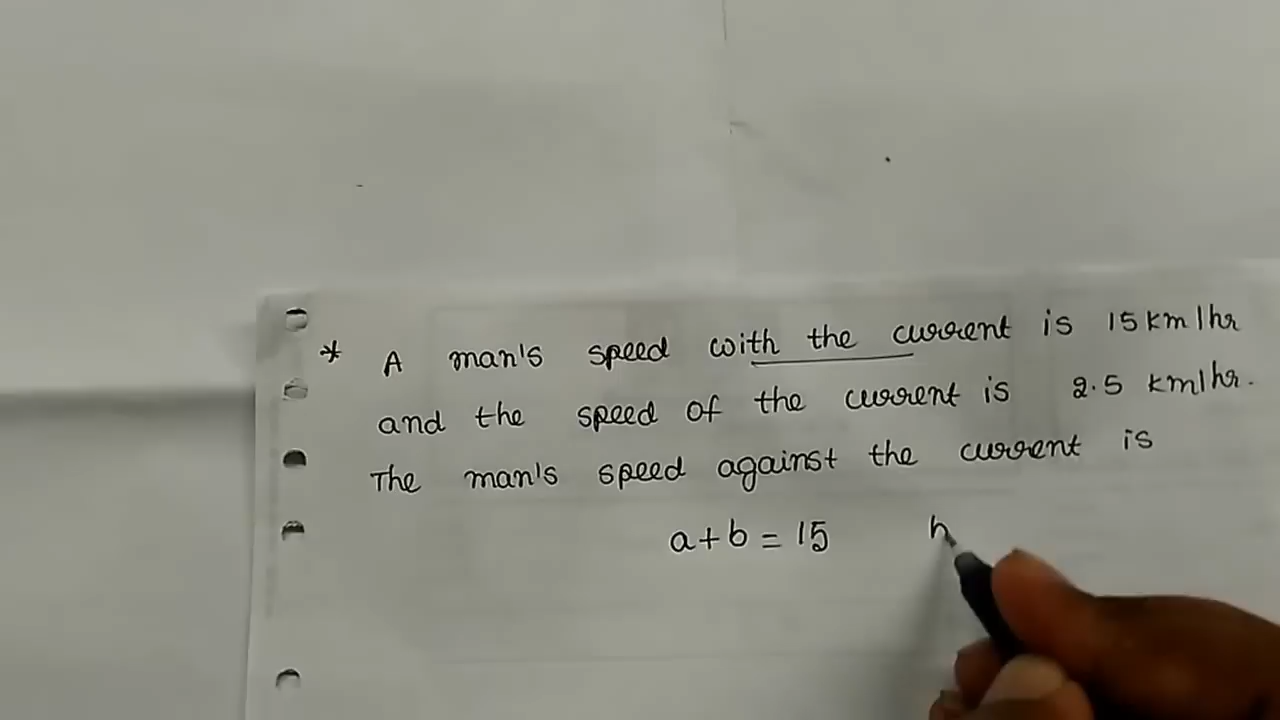 * A man's speed with the current is 15 km/hr
and the speed of the current is 2.5 km/hr.
The man's speed against the current is
a + b = 15